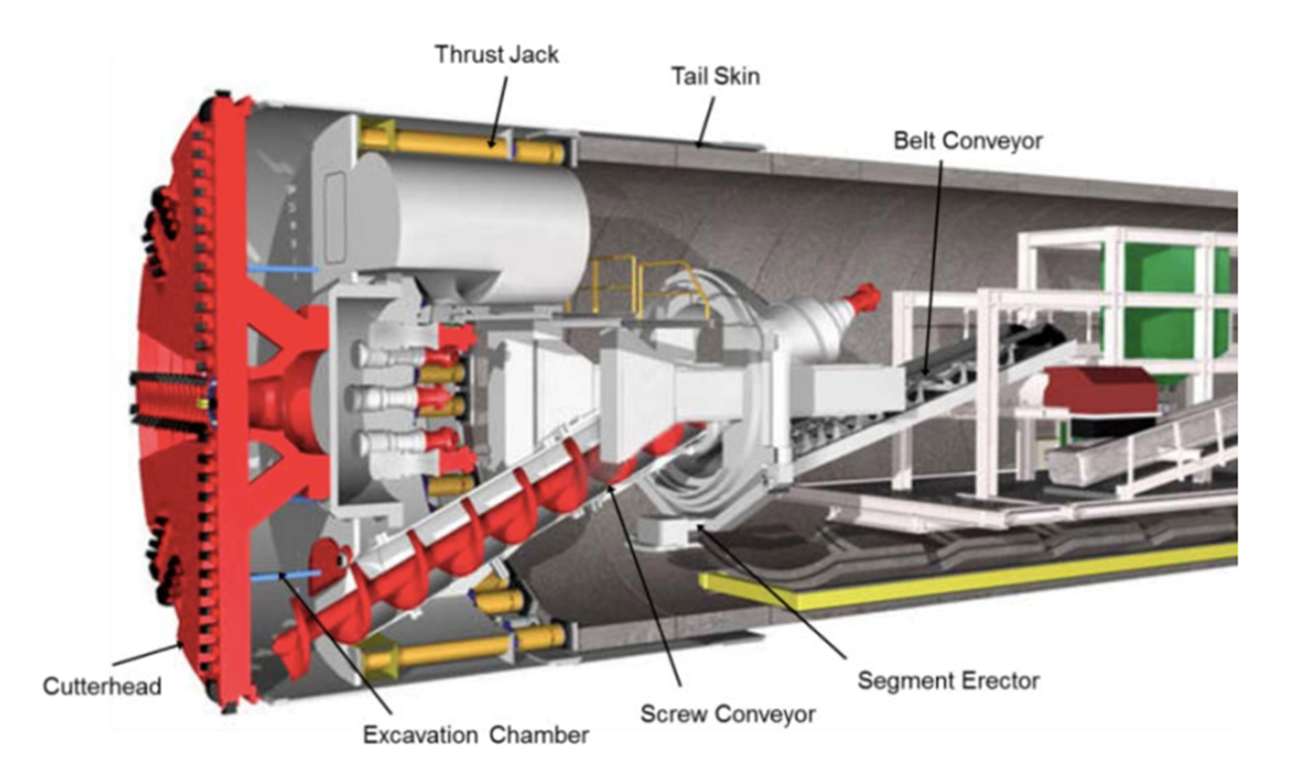 Thrust Jack
Tail Skin
Belt Conveyor
Cutterhead
Segment Erector
Screw Conveyor
Excavation Chamber